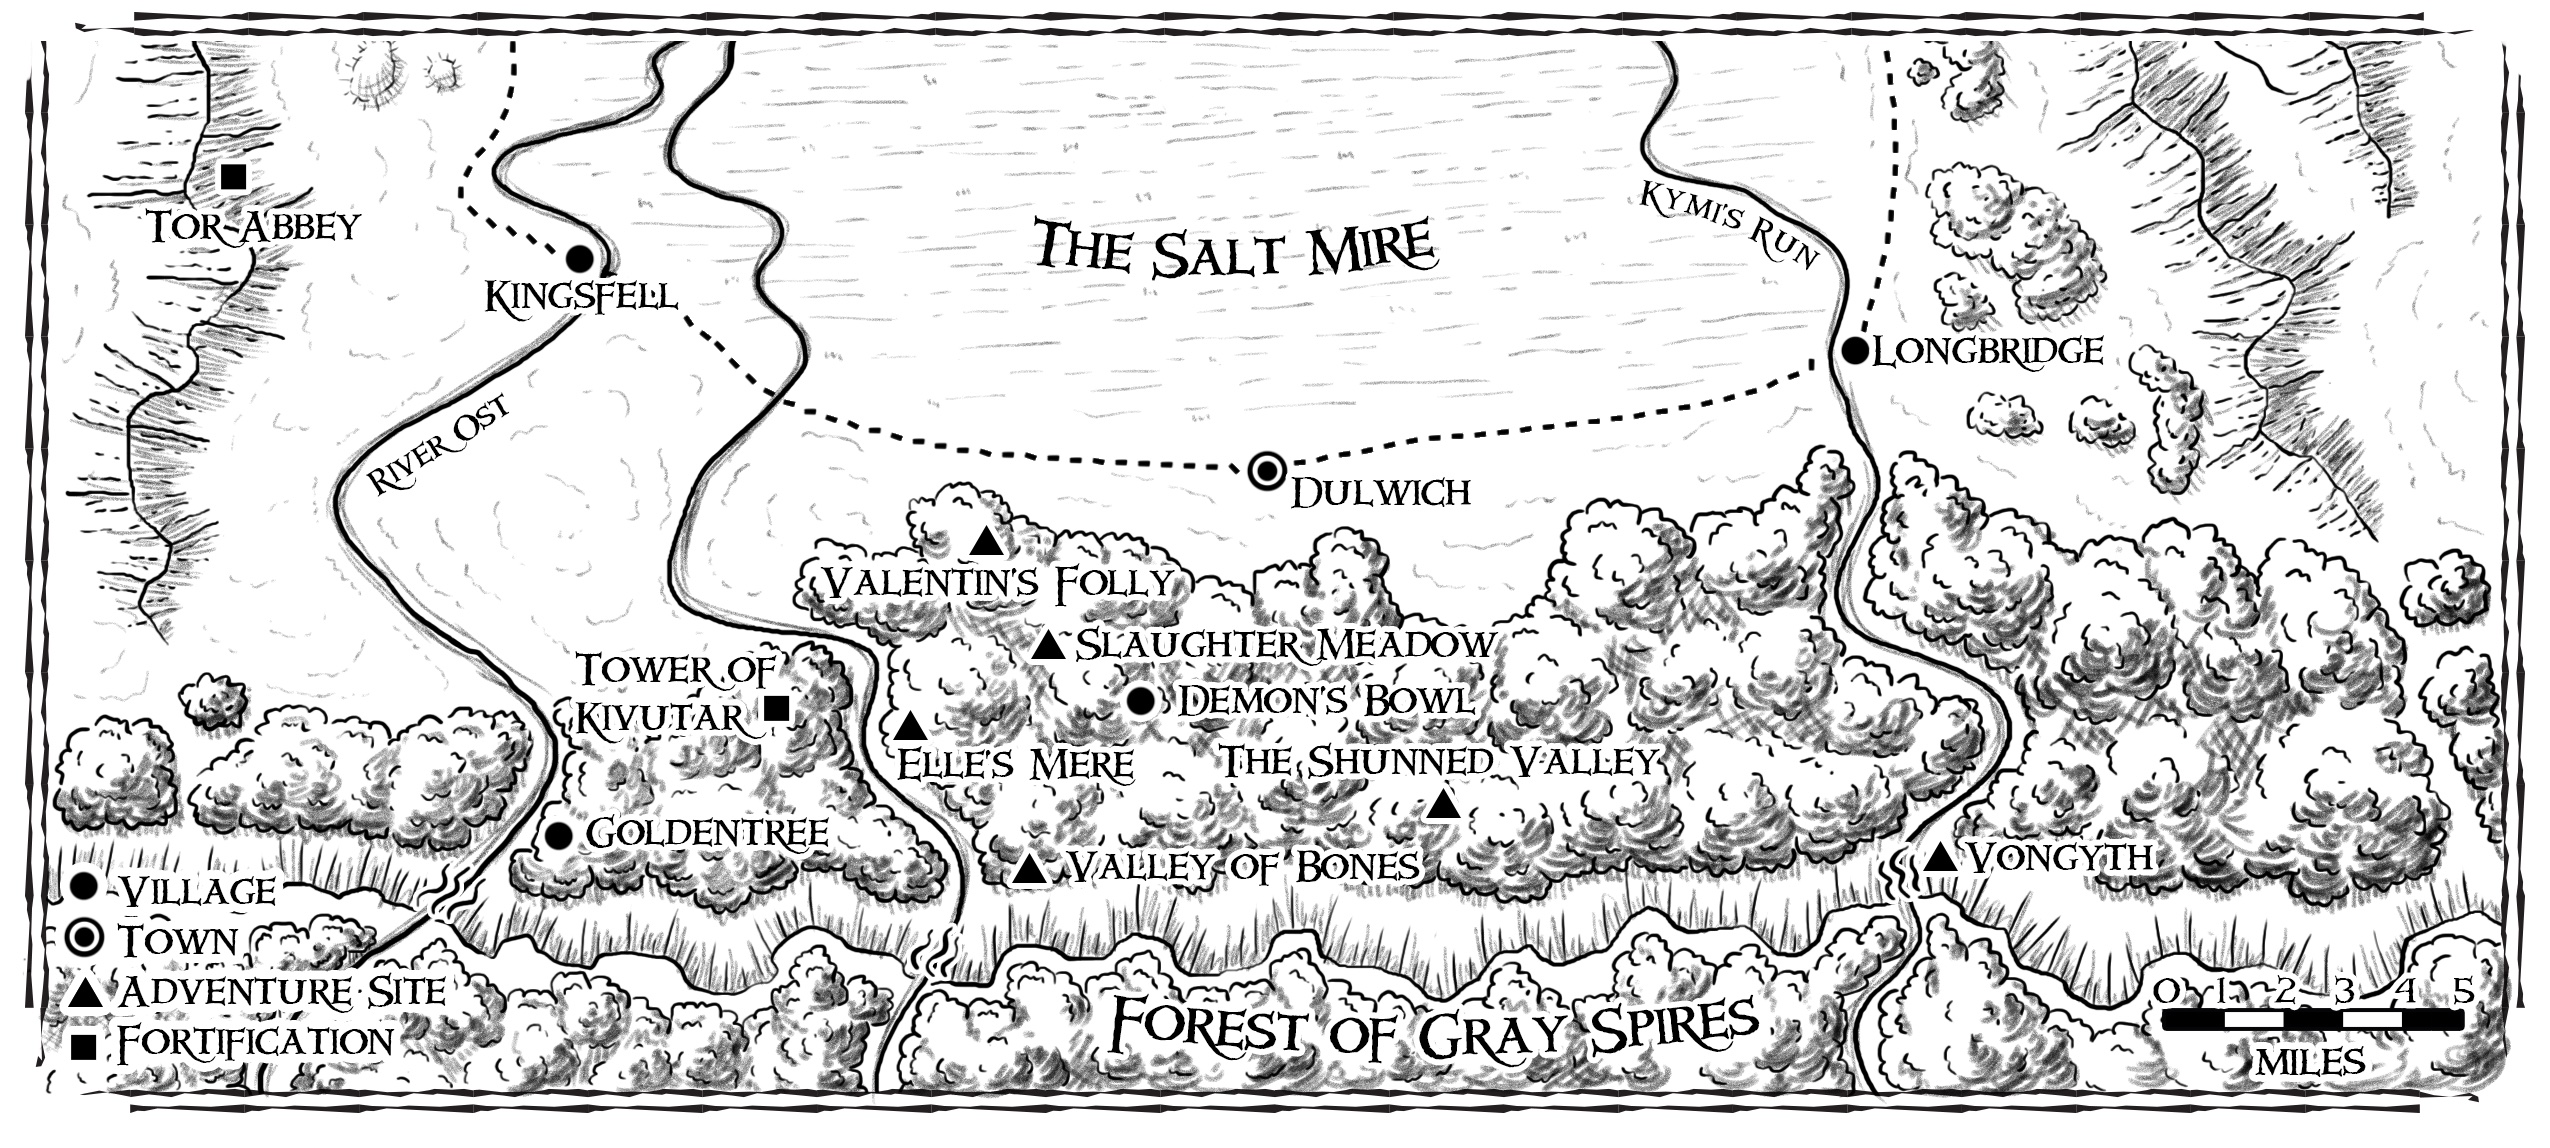 Tor Abbey
Kingsfell
The Salt Mire
Kymi's Run
Longbridge
River Ost
Dulwich
Valentin's Folly
Slaughter Meadow
Tower of
Kivutar
Demon's Bowl
Elle's Mere
The Shunned Valley
Goldentree
Valley of Bones
Vongyth
Forest of Gray Spires
Village
Town
Adventure Site
Fortification
0 1 2 3 4 5
Miles